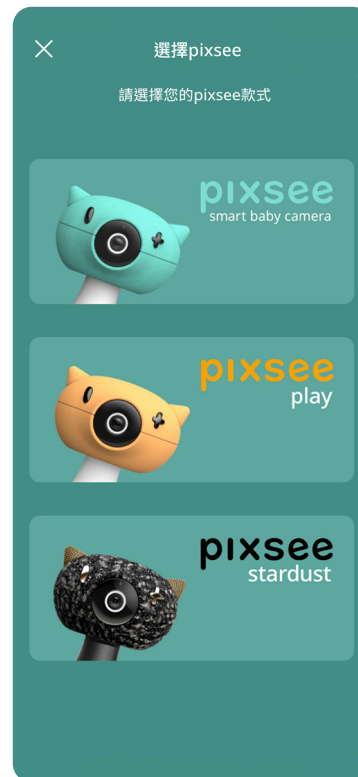 選擇pixsee
請選擇您的pixsee款式
pixsee
smart baby camera
pixsee
play
pixsee
stardust